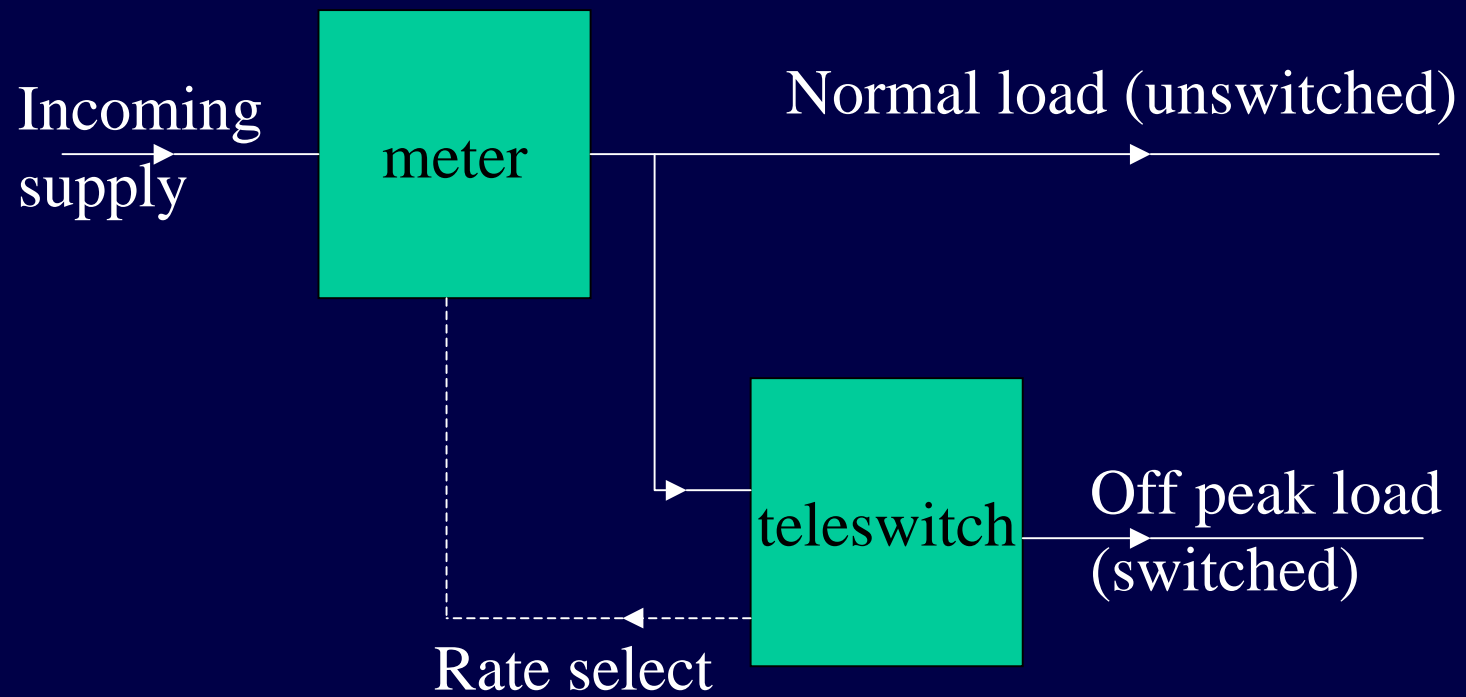 Incoming
supply
meter
Normal load (unswitched)
teleswitch
Off peak load
(switched)
Rate select